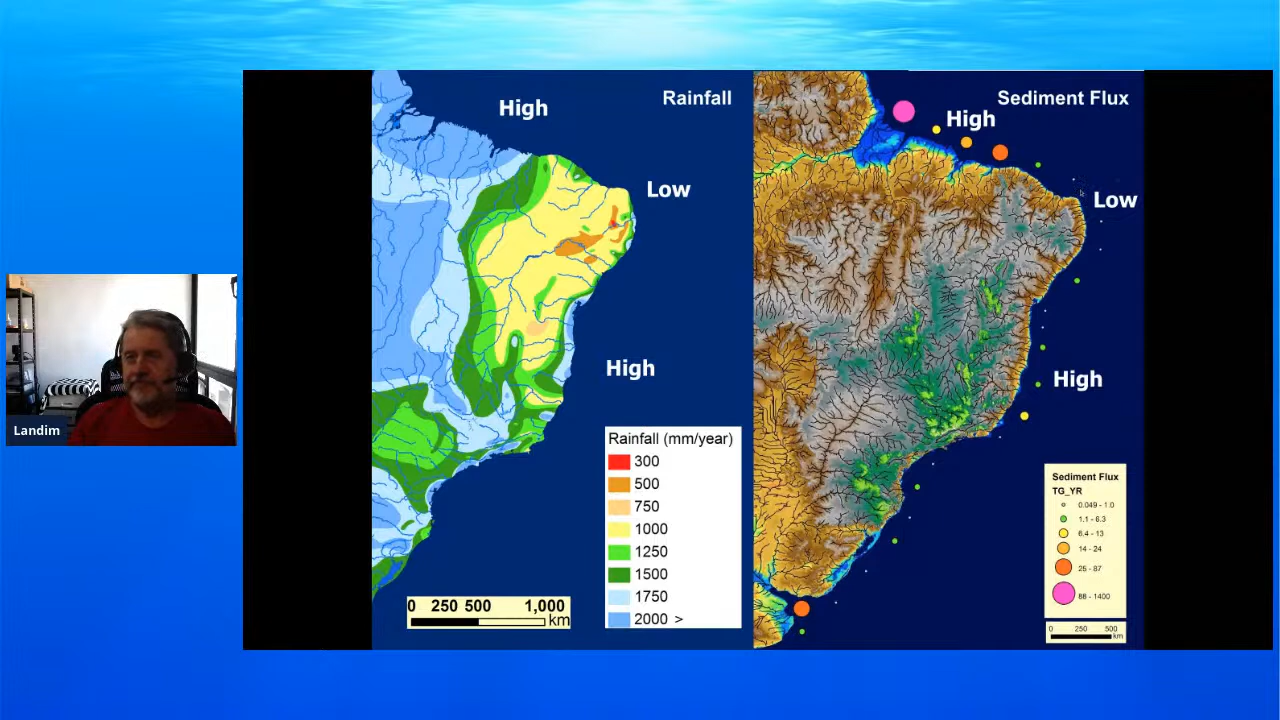 Landim
Rainfall
High
Low
High
Rainfall (mm/year)
300
500
750
1000
1250
1500
1750
2000 >
0 250 500 1,000
km
Sediment Flux
High
Low
High
Sediment Flux
TG_YR
0.049 - 1.0
1.1 - 6.3
6.4 - 13
14 - 24
25 - 87
88 - 1400
0 250 500
km